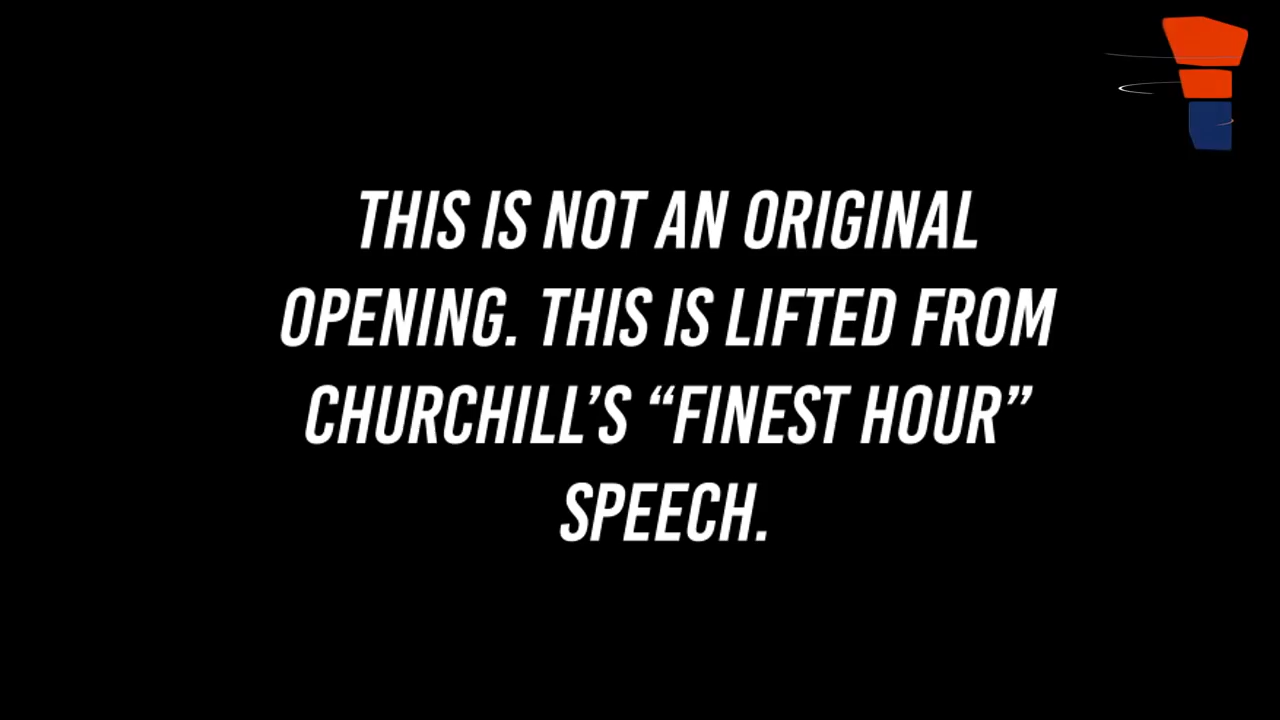 THIS IS NOT AN ORIGINAL
OPENING. THIS IS LIFTED FROM
CHURCHILL’S “FINEST HOUR”
SPEECH.